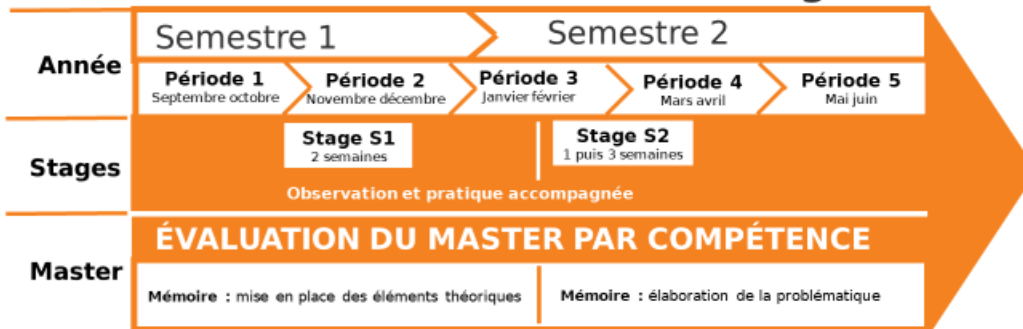 Semestre 1
Semestre 2
Année
Période 1
Septembre octobre
Période 2
Novembre décembre
Période 3
Janvier février
Période 4
Mars avril
Période 5
Mai juin
Stages
Stage S1
2 semaines
Stage S2
1 puis 3 semaines
Observation et pratique accompagnée
Master
ÉVALUATION DU MASTER PAR COMPÉTENCE
Mémoire : mise en place des éléments théoriques
Mémoire : élaboration de la problématique